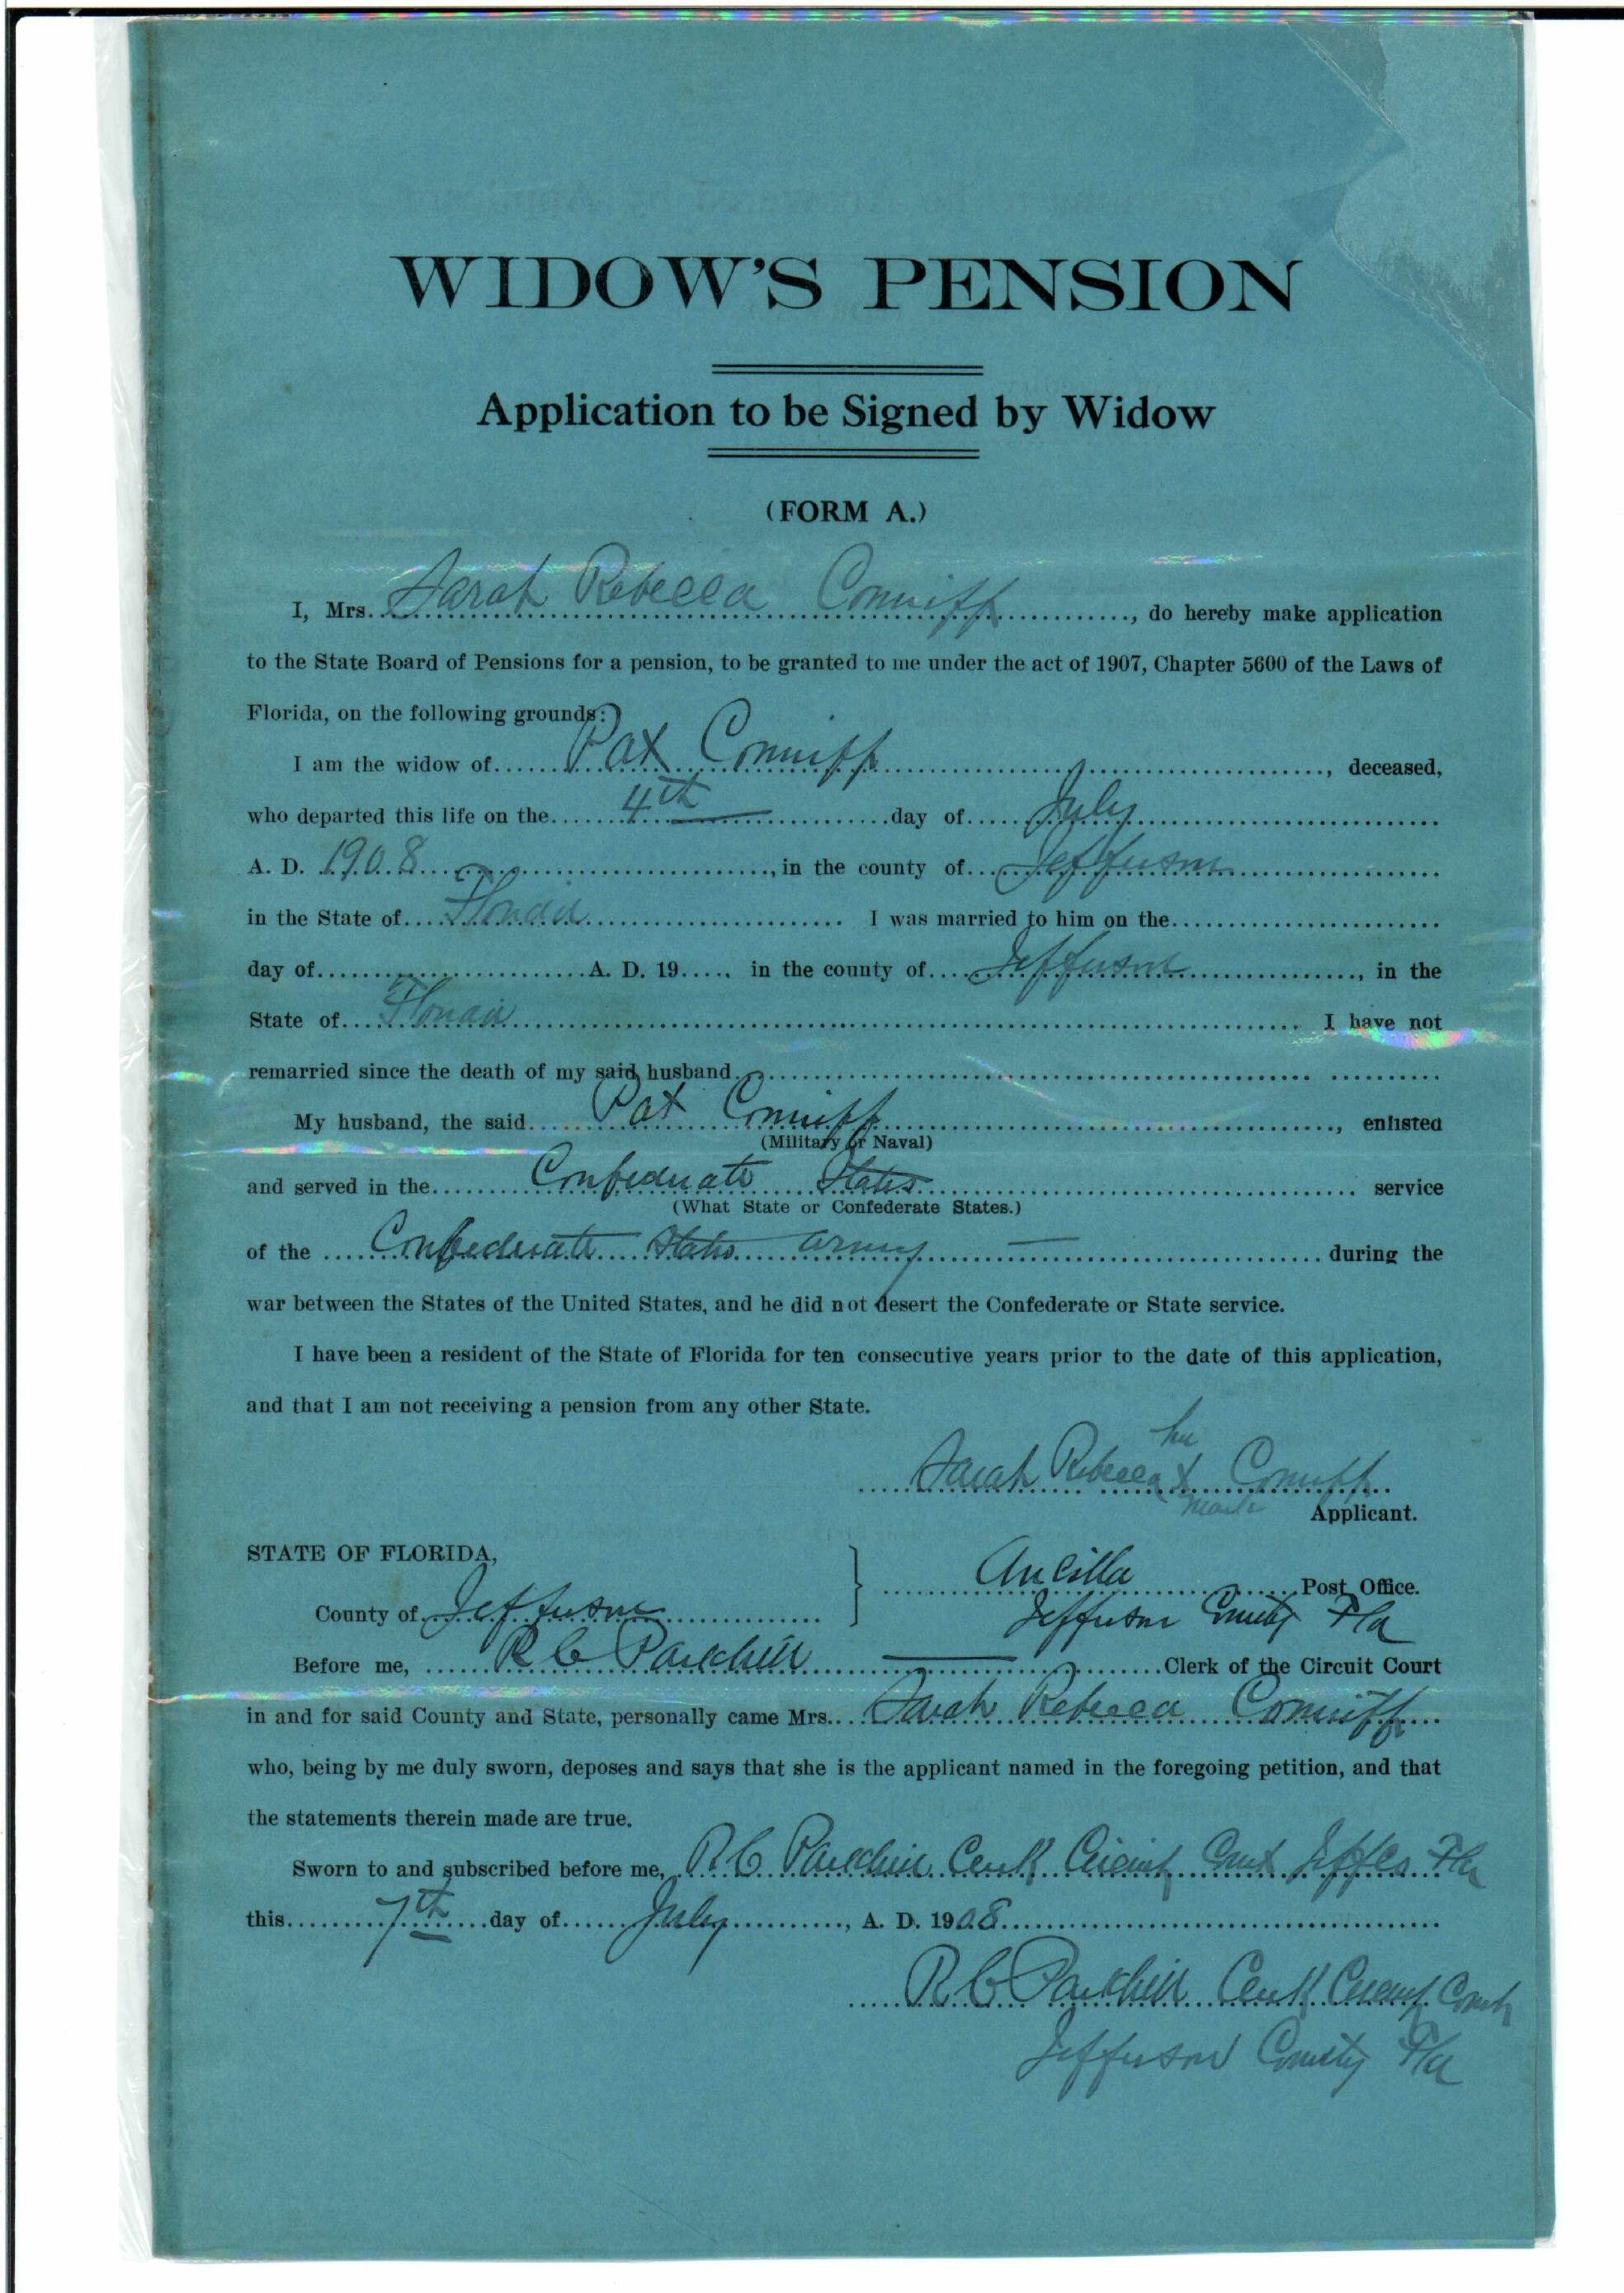 WIDOW'S PENSION
Application to be Signed by Widow
(FORM A.)
I, Mrs. Sarah Rebecca Conniff, do hereby make application
to the State Board of Pensions for a pension, to be granted to me under the act of 1907, Chapter 5600 of the Laws of
Florida, on the following grounds:
I am the widow of Pat Conniff, deceased,
who departed this life on the 4th day of July
A. D. 1908, in the county of Jefferson
in the State of Florida I was married to him on the
day of A. D. 19...., in the county of Jefferson, in the
State of Florida I have not
remarried since the death of my said husband
My husband, the said Pat Conniff, enlisted
(Military or Naval)
and served in the Confederate States service
(What State or Confederate States.)
of the Confederate States army during the
war between the States of the United States, and he did not desert the Confederate or State service.
I have been a resident of the State of Florida for ten consecutive years prior to the date of this application,
and that I am not receiving a pension from any other State.
her
Sarah Rebecca X Conniff
mark Applicant.
STATE OF FLORIDA,
Aucilla Post Office.
County of Jefferson
Jefferson County Fla
Before me, R C Parkhill Clerk of the Circuit Court
in and for said County and State, personally came Mrs. Sarah Rebecca Conniff
who, being by me duly sworn, deposes and says that she is the applicant named in the foregoing petition, and that
the statements therein made are true.
Sworn to and subscribed before me, R C Parkhill Clerk Circuit Court Jeff Co Fla
this 7th day of July, A. D. 1908
R C Parkhill Clerk Circuit Court
Jefferson County Fla